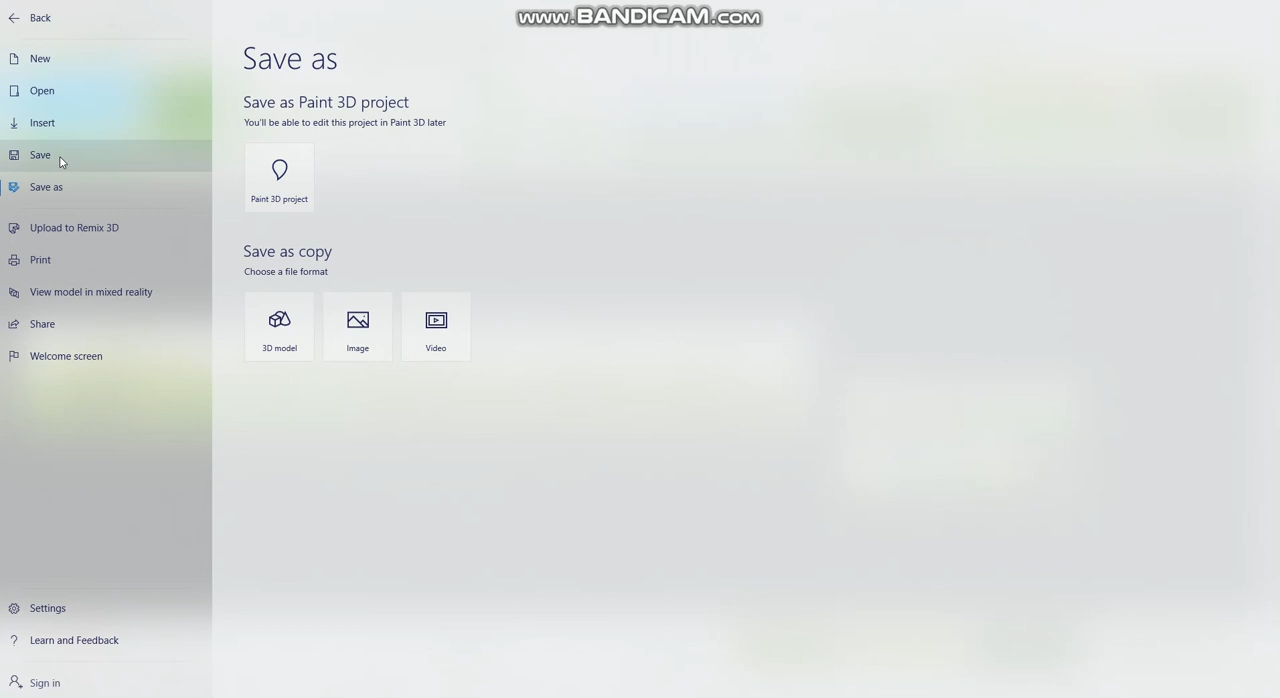 www.BANDICAM.com
Back
New
Open
Insert
Save
Save as
Upload to Remix 3D
Print
View model in mixed reality
Share
Welcome screen
Settings
Learn and Feedback
Sign in
Save as
Save as Paint 3D project
You'll be able to edit this project in Paint 3D later
Paint 3D project
Save as copy
Choose a file format
3D model
Image
Video